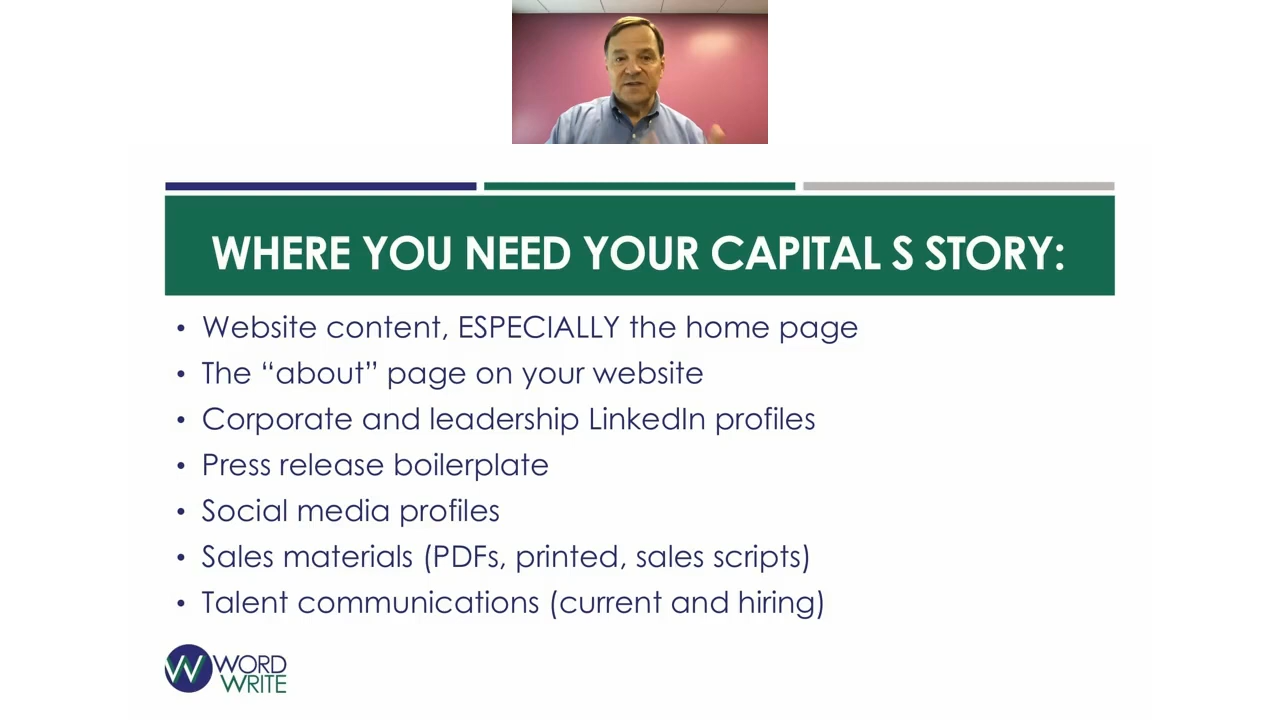 WHERE YOU NEED YOUR CAPITAL S STORY:
• Website content, ESPECIALLY the home page
• The “about” page on your website
• Corporate and leadership LinkedIn profiles
• Press release boilerplate
• Social media profiles
• Sales materials (PDFs, printed, sales scripts)
• Talent communications (current and hiring)
W WORD
WRITE